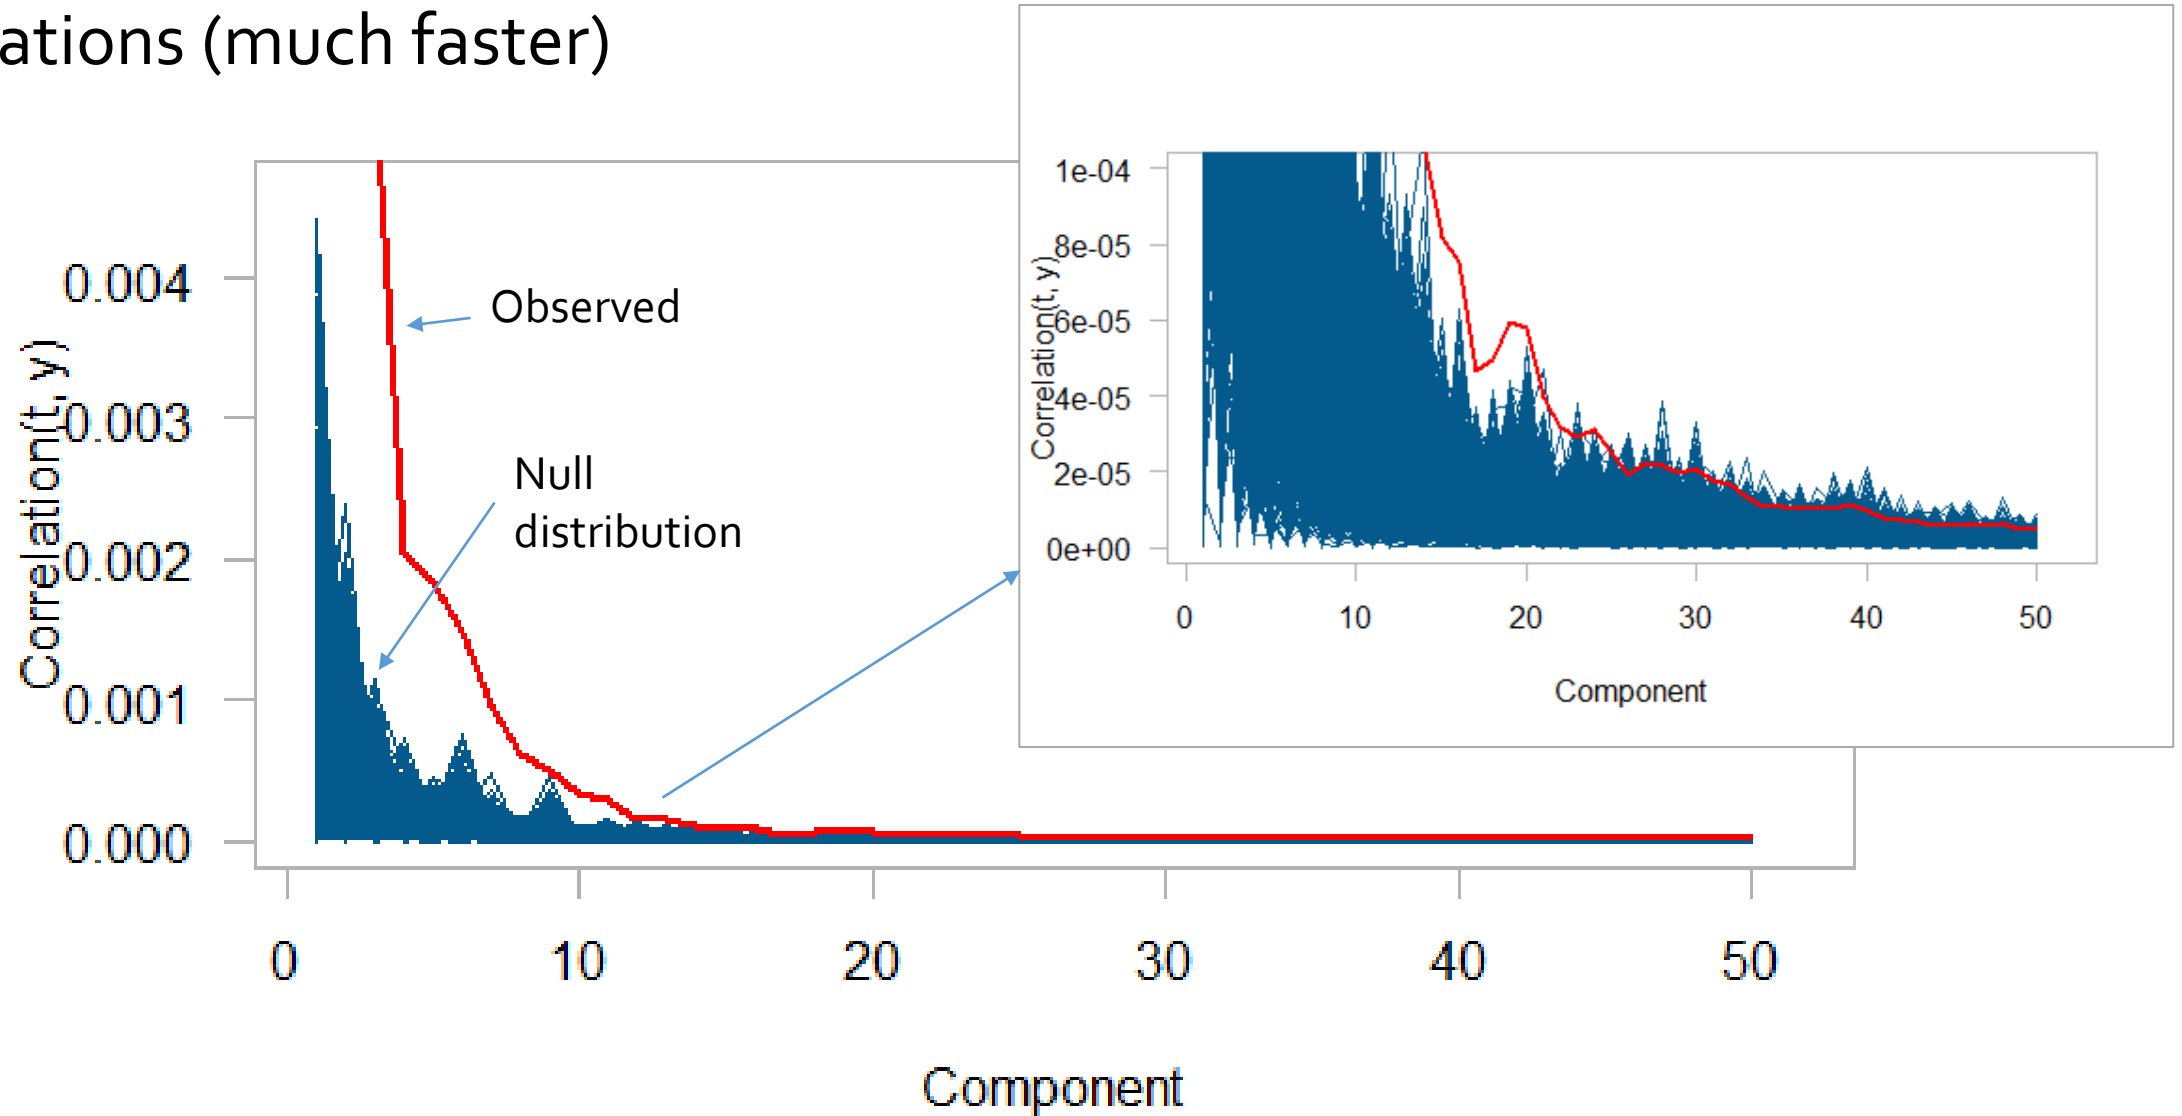 ations (much faster)
Observed
Null
distribution
Correlation(t, y)
0.004
0.003
0.002
0.001
0.000
0 10 20 30 40 50
Component
Correlation(t, y)
1e-04
8e-05
6e-05
4e-05
2e-05
0e+00
0 10 20 30 40 50
Component